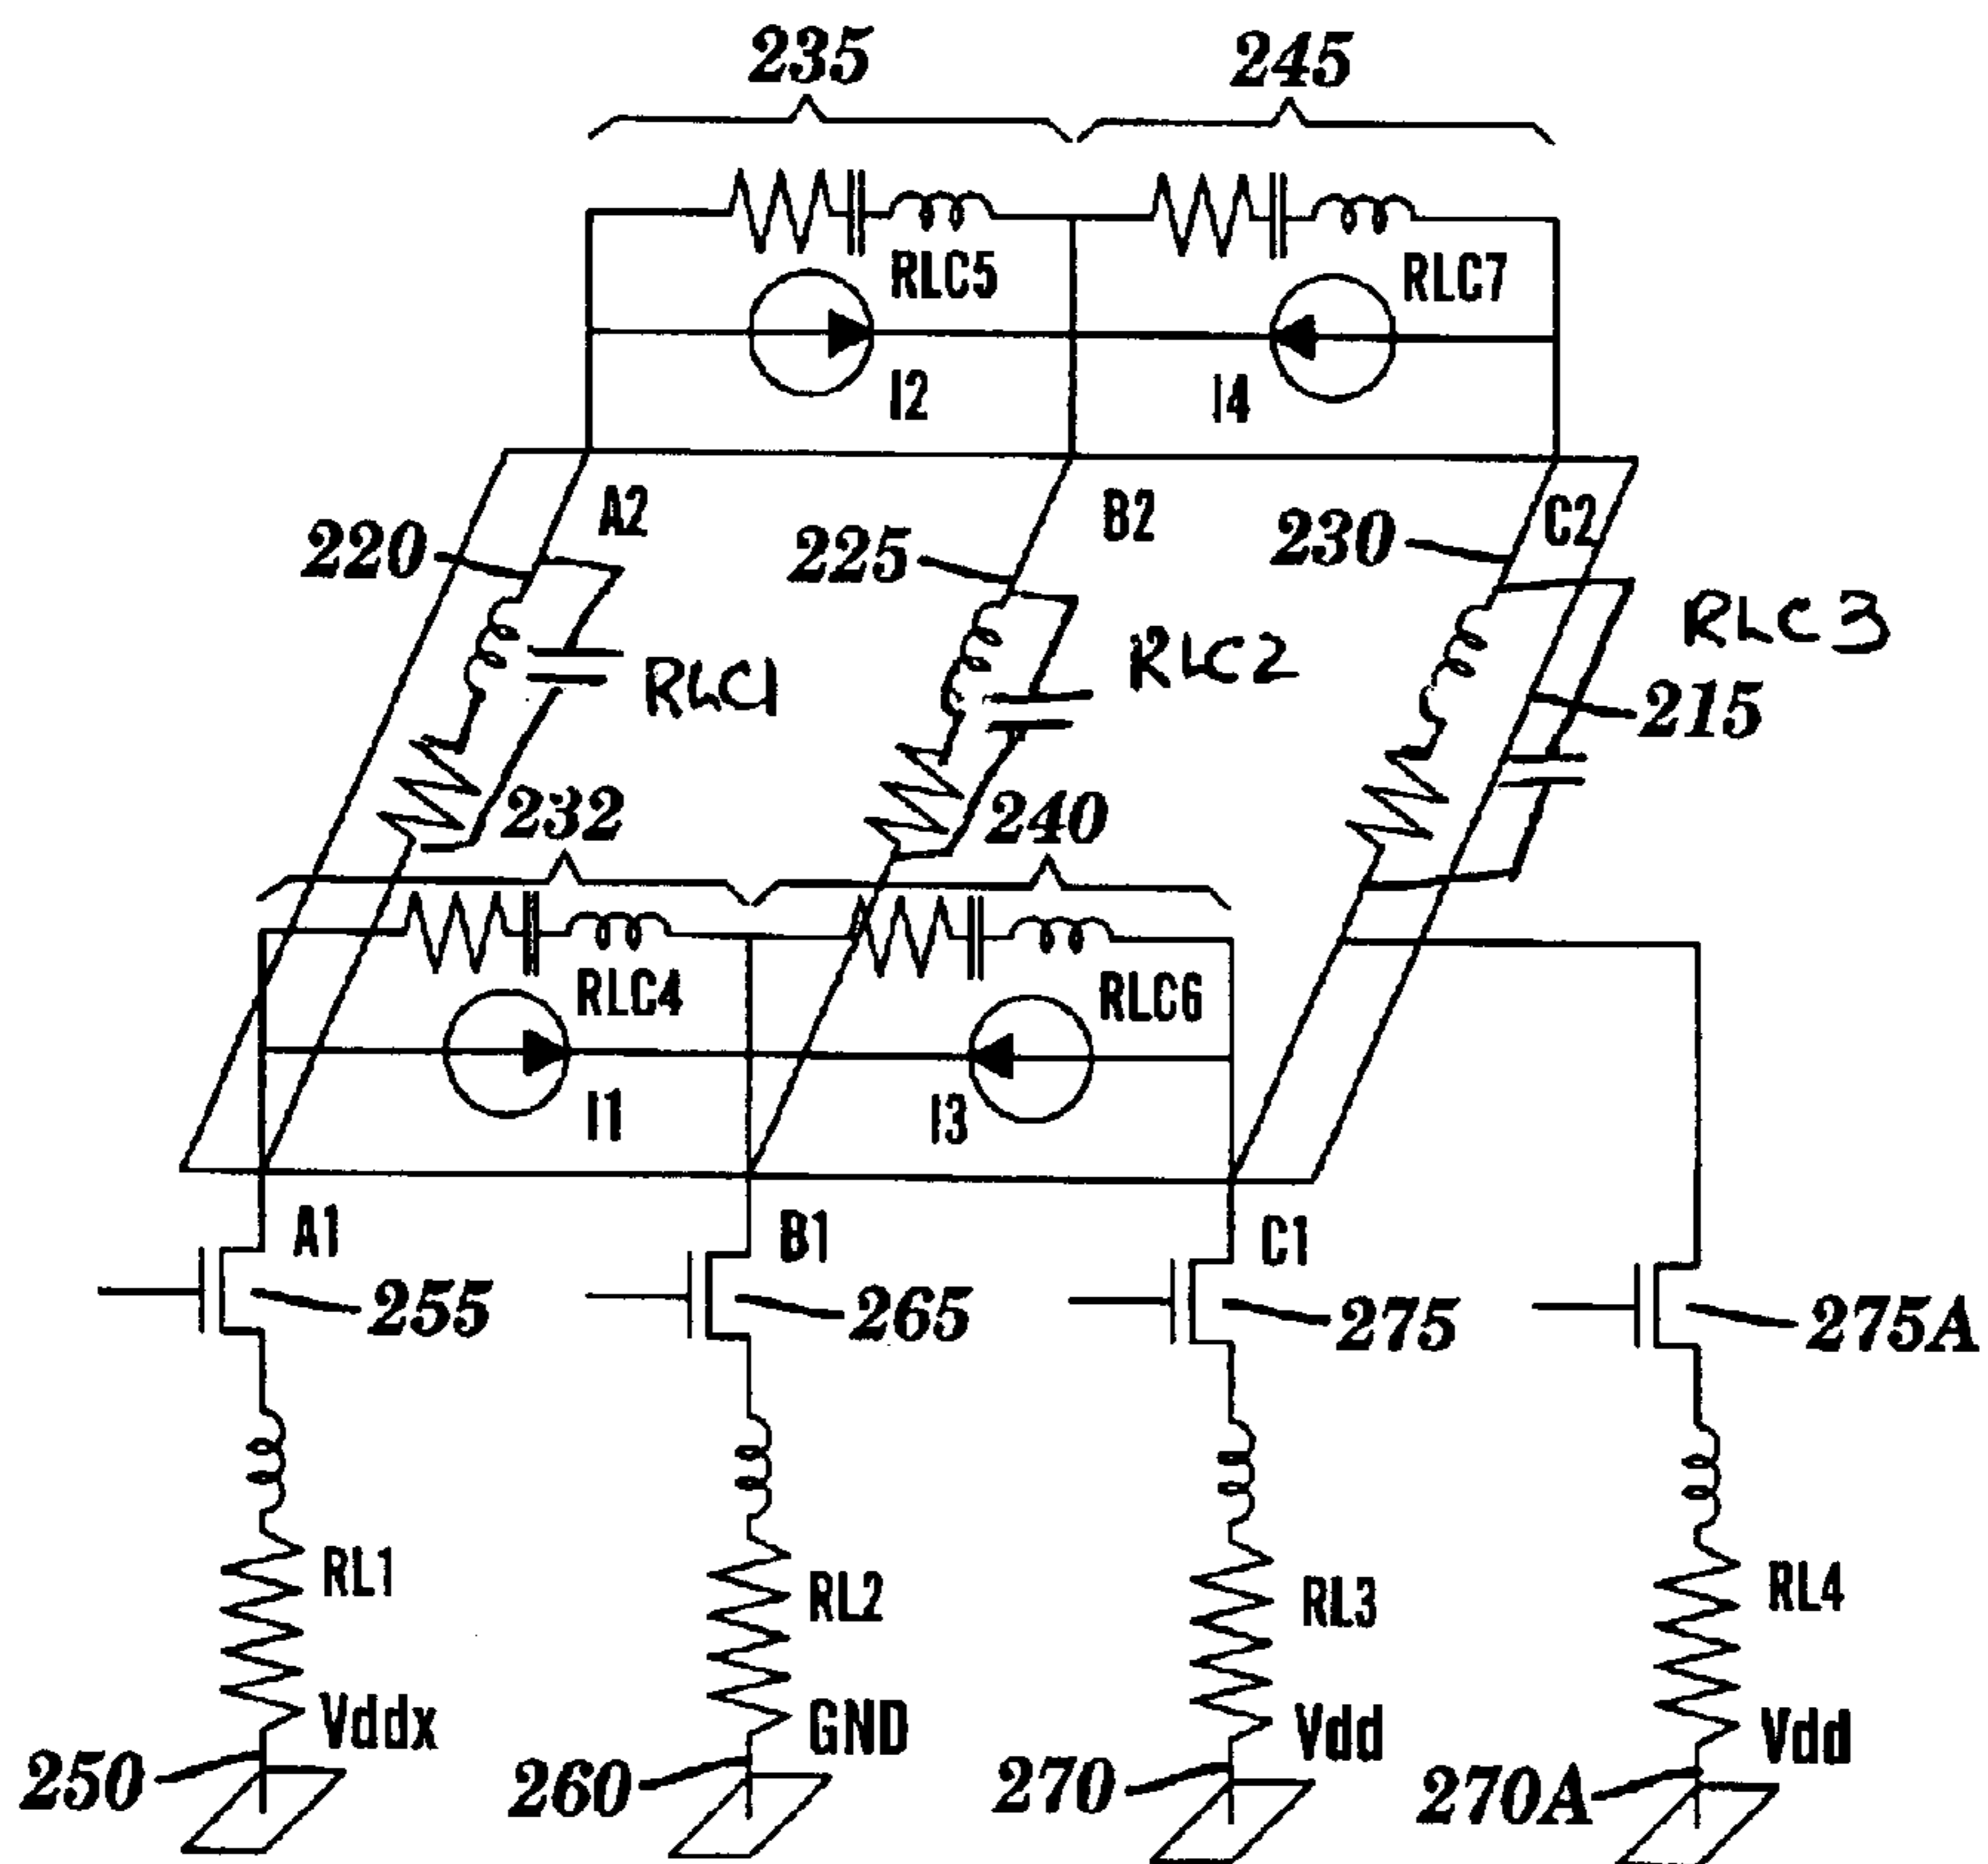 235 245
RLC5 RLC7
I2 I4
A2 B2 C2
220 225 230
RLC1 RLC2 RLC3
215
232 240
RLC4 RLC6
I1 I3
A1 B1 C1
255 265 275 275A
RL1 RL2 RL3 RL4
Vddx GND Vdd Vdd
250 260 270 270A